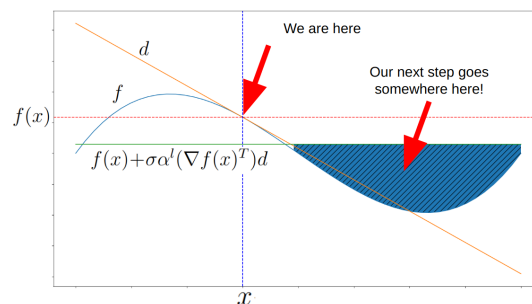 We are here
d
Our next step goes
somewhere here!
f
f(x)
f(x)+σα^l(∇f(x)^T)d
x